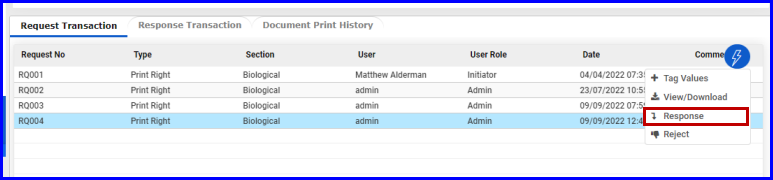 Request Transaction Response Transaction Document Print History
Request No Type Section User User Role Date Comme
RQ001 Print Right Biological Matthew Alderman Initiator 04/04/2022 07:3
RQ002 Print Right Biological admin Admin 23/07/2022 10:5
RQ003 Print Right Biological admin Admin 09/09/2022 07:5
RQ004 Print Right Biological admin Admin 09/09/2022 12:4
Tag Values
View/Download
Response
Reject